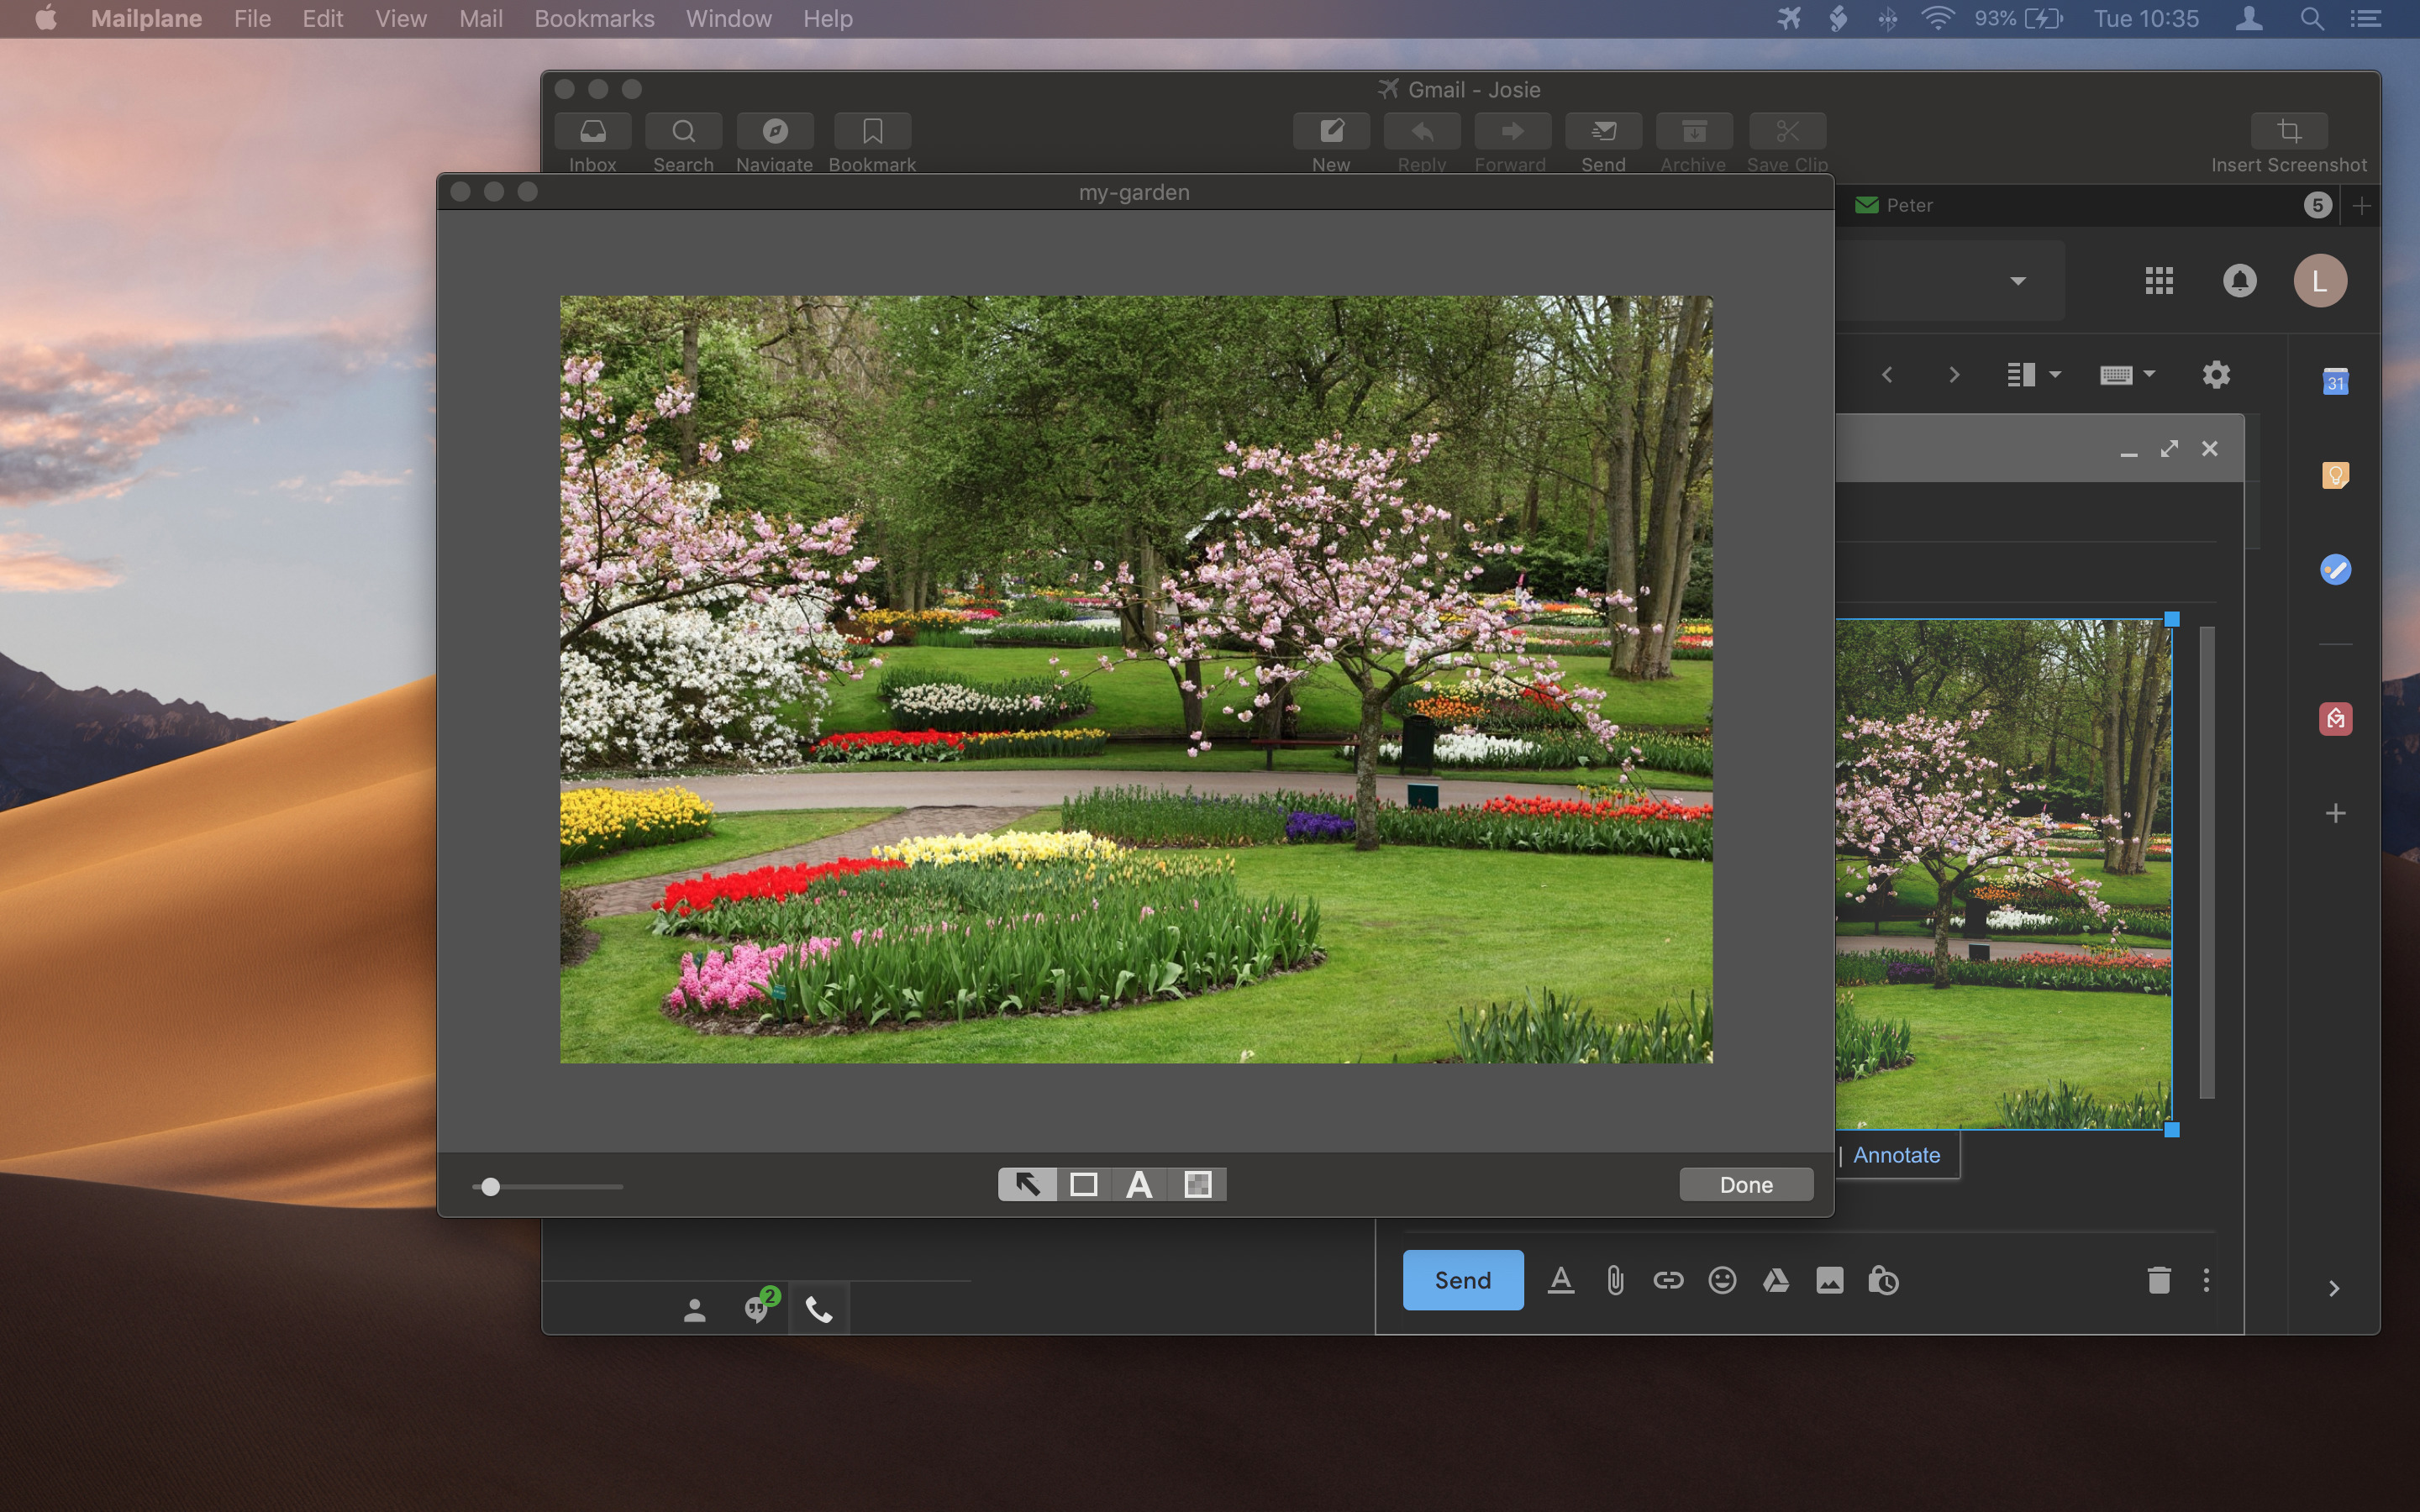 Mailplane File Edit View Mail Bookmarks Window Help 93% Tue 10:35
Gmail - Josie
Inbox Search Navigate Bookmark New Reply Forward Send Archive Save Clip Insert Screenshot
my-garden
Peter 5
L
31
| Annotate
A Done
Send A
2